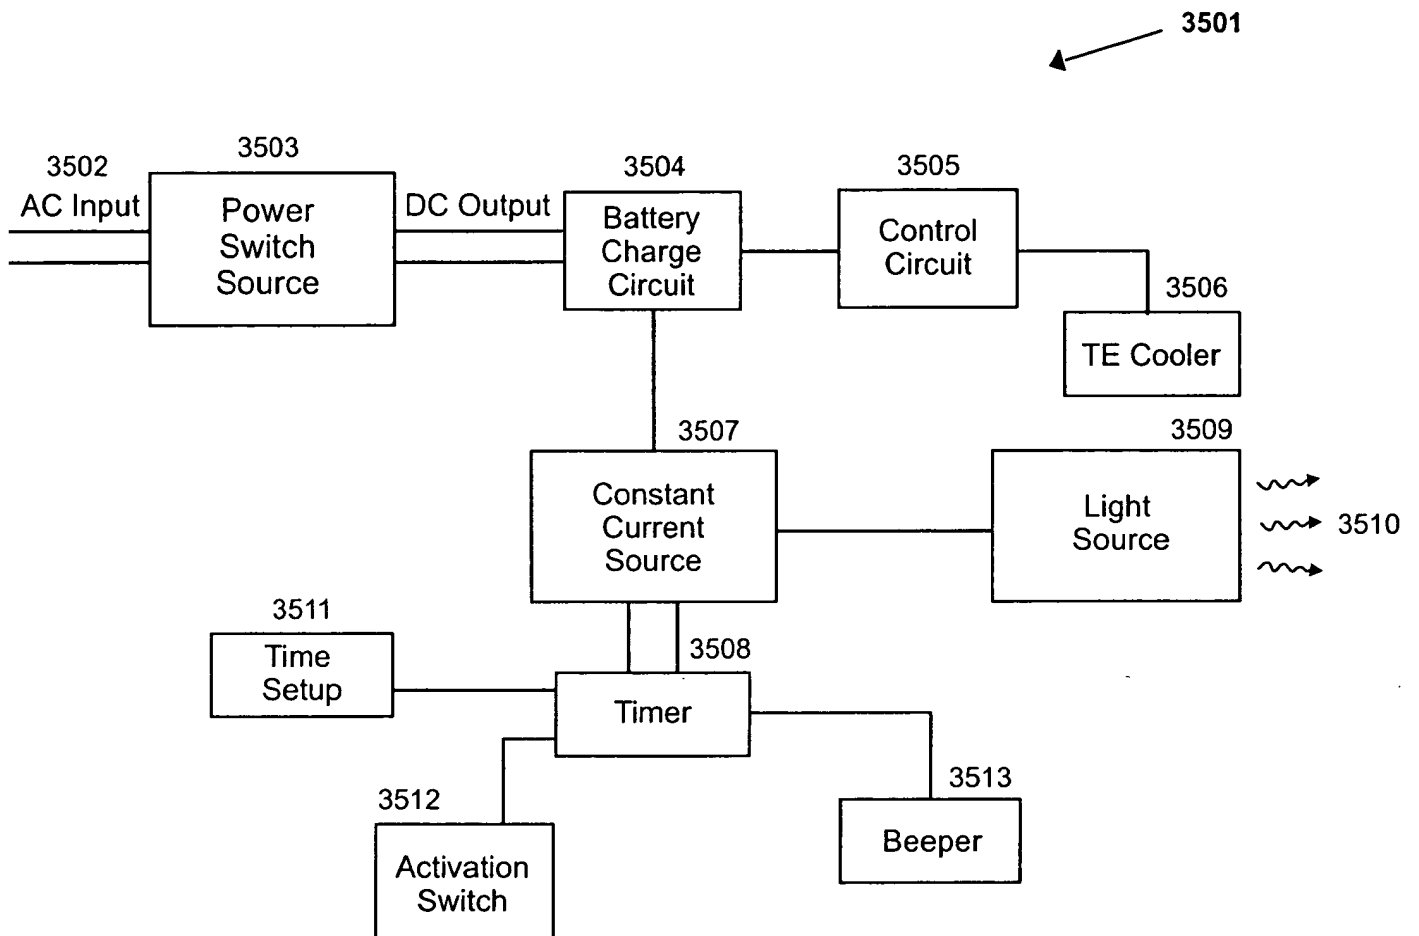 3501
3502
AC Input
3503
Power
Switch
Source
DC Output
3504
Battery
Charge
Circuit
3505
Control
Circuit
3506
TE Cooler
3507
Constant
Current
Source
3509
Light
Source
3510
3511
Time
Setup
3508
Timer
3512
Activation
Switch
3513
Beeper